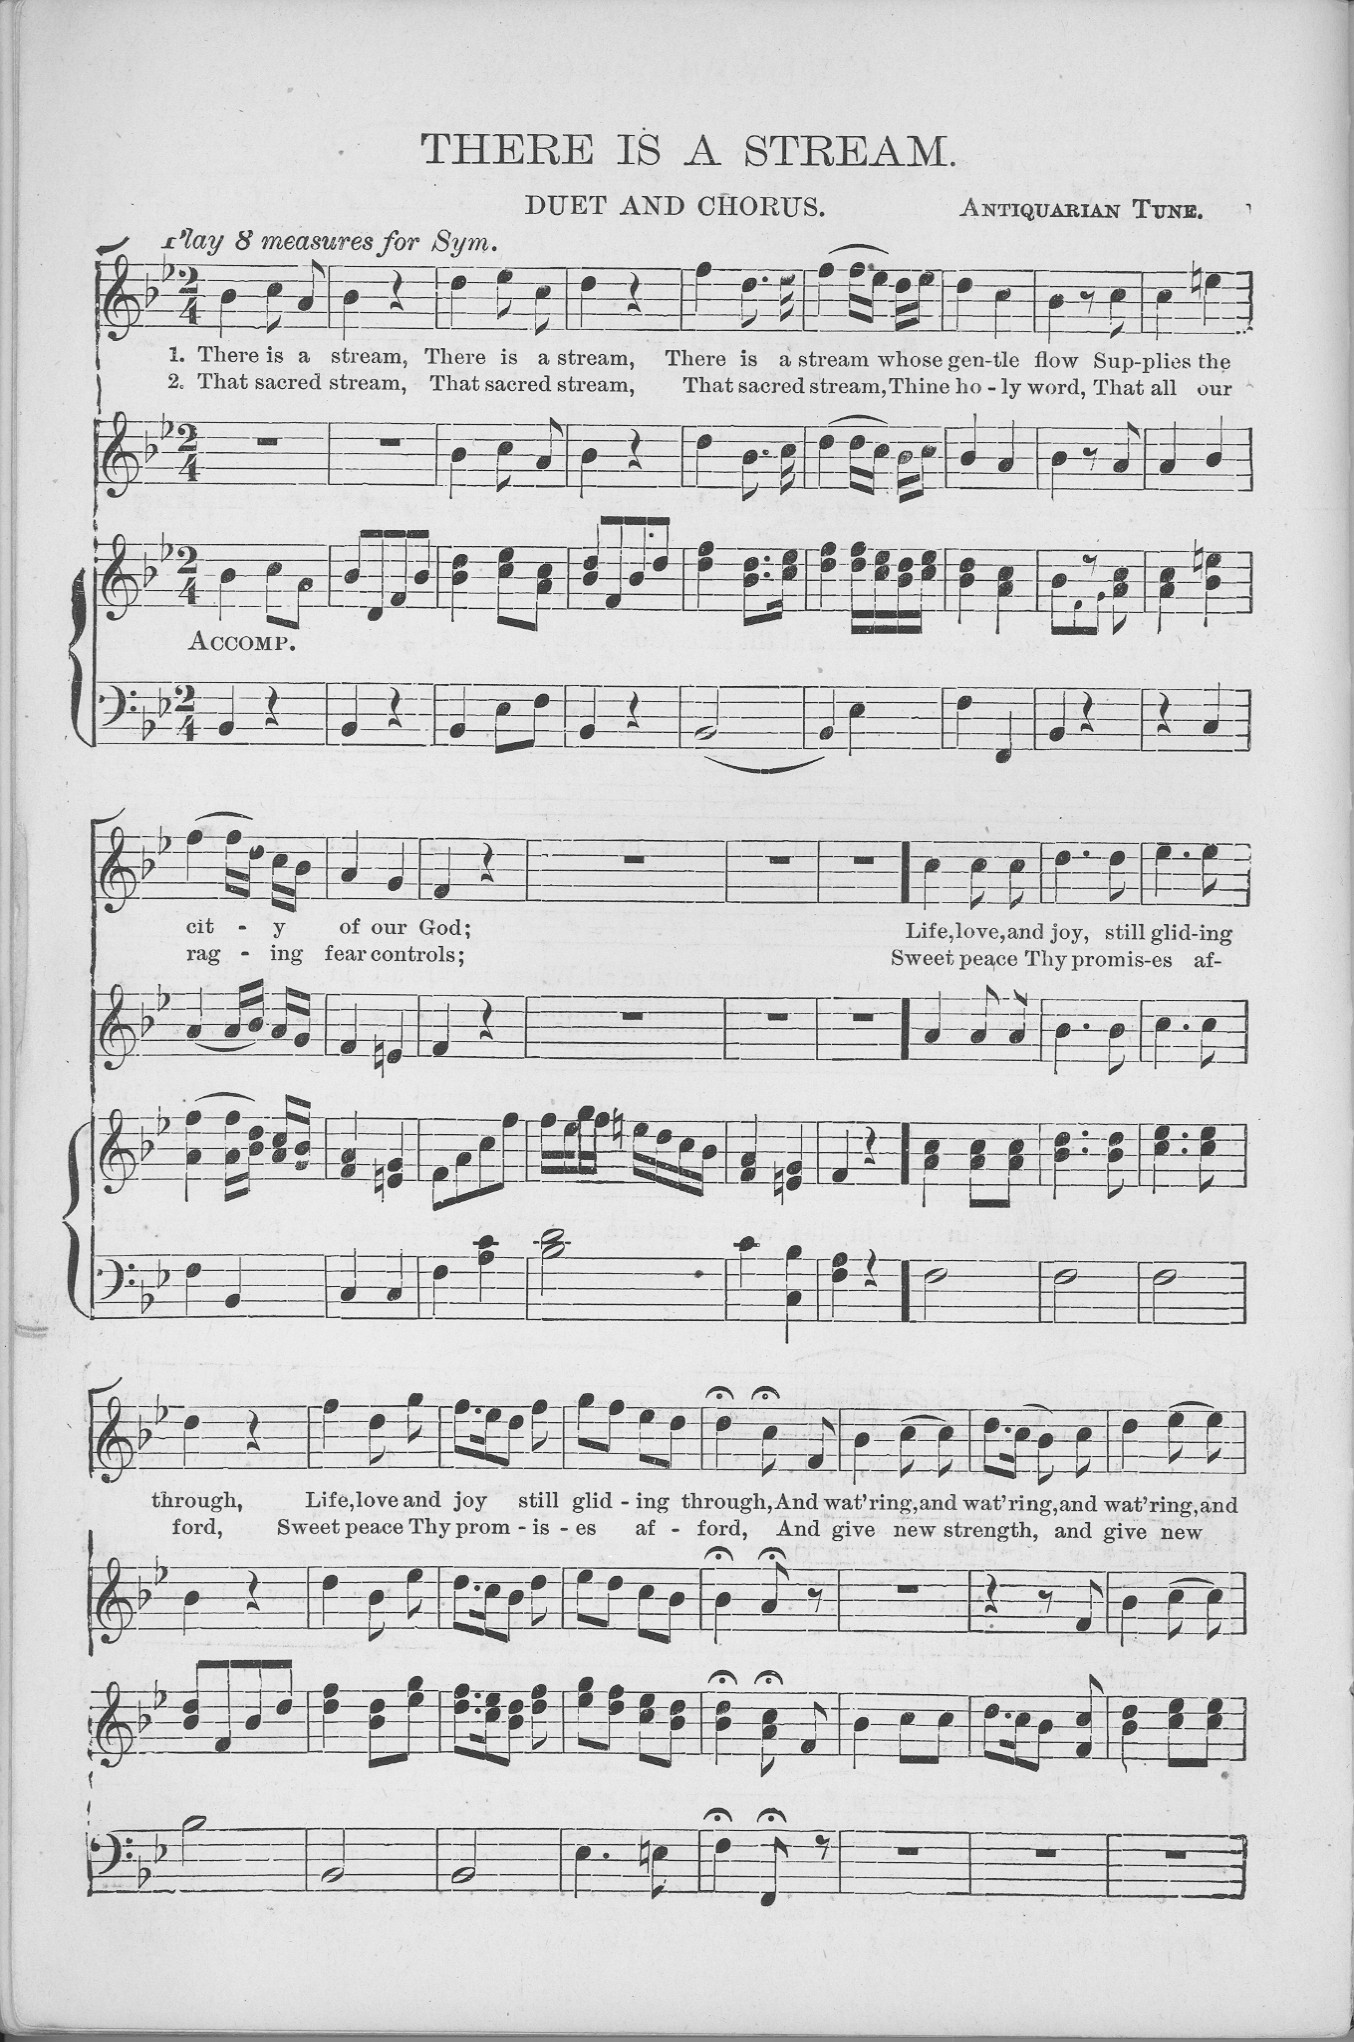 THERE IS A STREAM.
DUET AND CHORUS.
ANTIQUARIAN TUNE.
Play 8 measures for Sym.
1. There is a stream, There is a stream, There is a stream whose gen-tle flow Sup-plies the
2. That sacred stream, That sacred stream, That sacred stream, Thine ho - ly word, That all our
ACCOMP.
cit - y of our God; Life, love, and joy, still glid-ing
rag - ing fear controls; Sweet peace Thy promis-es af-
through, Life, love and joy still glid - ing through, And wat'ring, and wat'ring, and wat'ring, and
ford, Sweet peace Thy prom - is - es af - ford, And give new strength, and give new